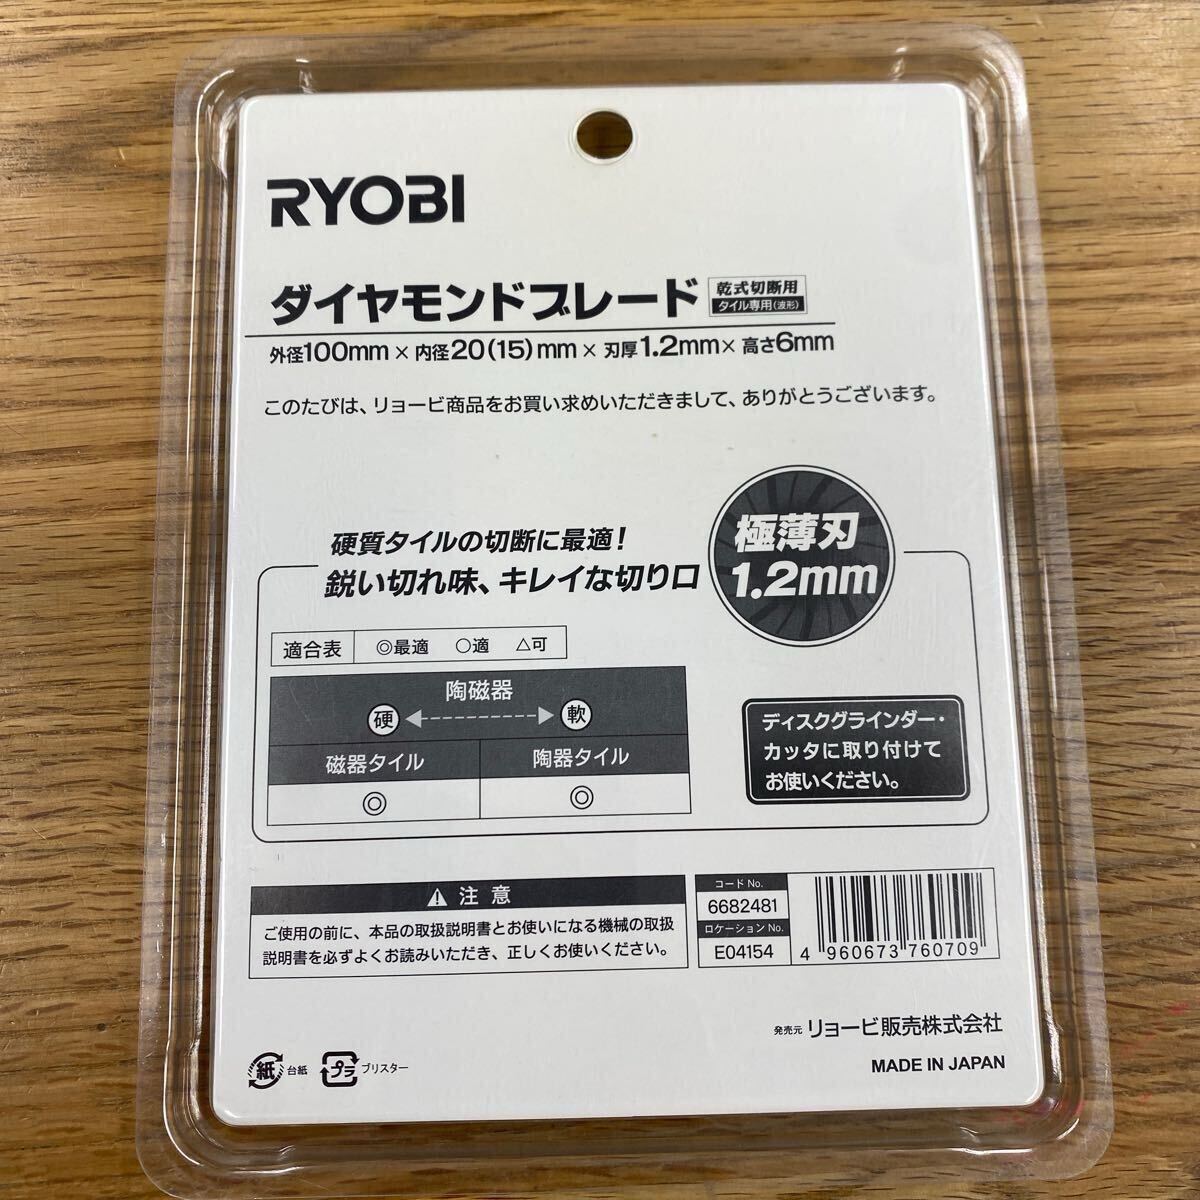 RYOBI
ダイヤモンドブレード 乾式切断用
タイル専用(波形)
外径100mm×内径20(15)mm×刃厚1.2mm×高さ6mm
このたびは、リョービ商品をお買い求めいただきまして、ありがとうございます。
硬質タイルの切断に最適!
鋭い切れ味、キレイな切り口
極薄刃
1.2mm
適合表 ◎最適 ○適 △可
陶磁器
硬 軟
磁器タイル 陶器タイル
◎ ◎
ディスクグラインダー・
カッタに取り付けて
お使いください。
注意
ご使用の前に、本品の取扱説明書とお使いになる機械の取扱
説明書を必ずよくお読みいただき、正しくお使いください。
コードNo.
6682481
ロケーションNo.
E04154
4 960673 760709
発売元 リョービ販売株式会社
MADE IN JAPAN
紙 台紙 プラ ブリスター